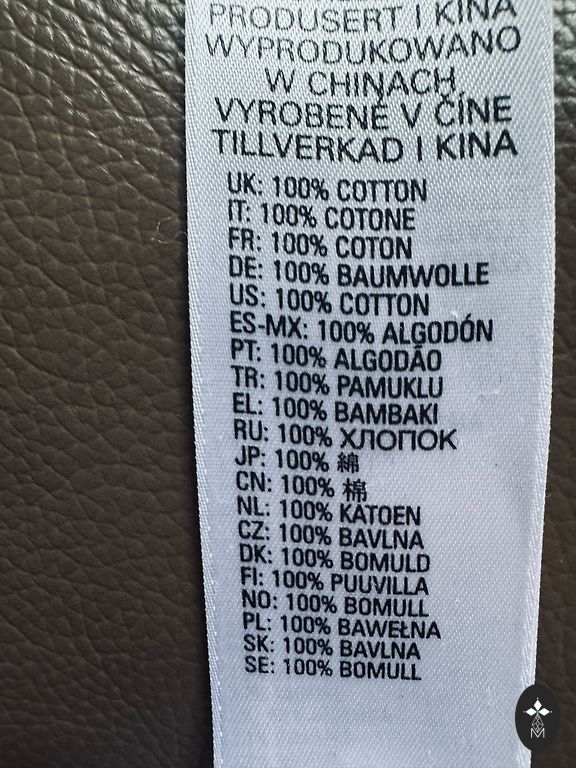 PRODUSERT I KINA
WYPRODUKOWANO
W CHINACH
VYROBENÉ V ČÍNE
TILLVERKAD I KINA
UK: 100% COTTON
IT: 100% COTONE
FR: 100% COTON
DE: 100% BAUMWOLLE
US: 100% COTTON
ES-MX: 100% ALGODÓN
PT: 100% ALGODÃO
TR: 100% PAMUKLU
EL: 100% BAMBAKI
RU: 100% ХЛОПОК
JP: 100% 綿
CN: 100% 棉
NL: 100% KATOEN
CZ: 100% BAVLNA
DK: 100% BOMULD
FI: 100% PUUVILLA
NO: 100% BOMULL
PL: 100% BAWEŁNA
SK: 100% BAVLNA
SE: 100% BOMULL
M